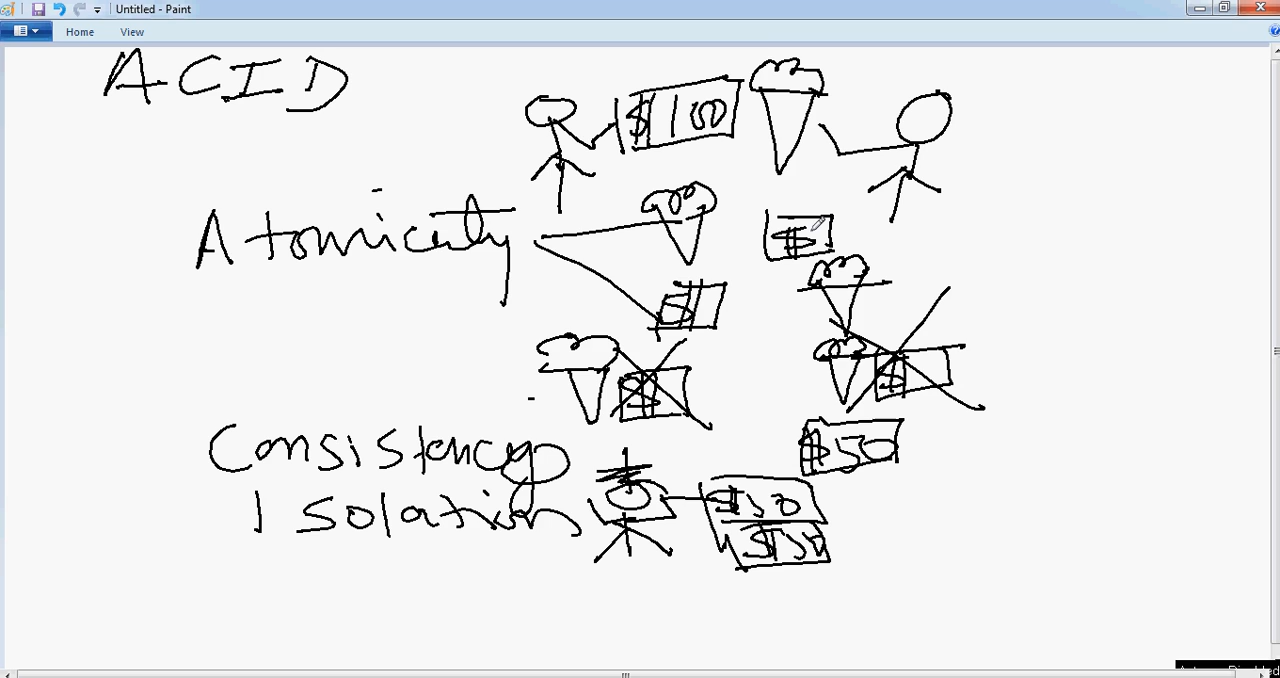 Untitled - Paint
Home View
ACID
$100
Atomicity
$
$
$ $
Consistency
$50
Isolation
$50
$50